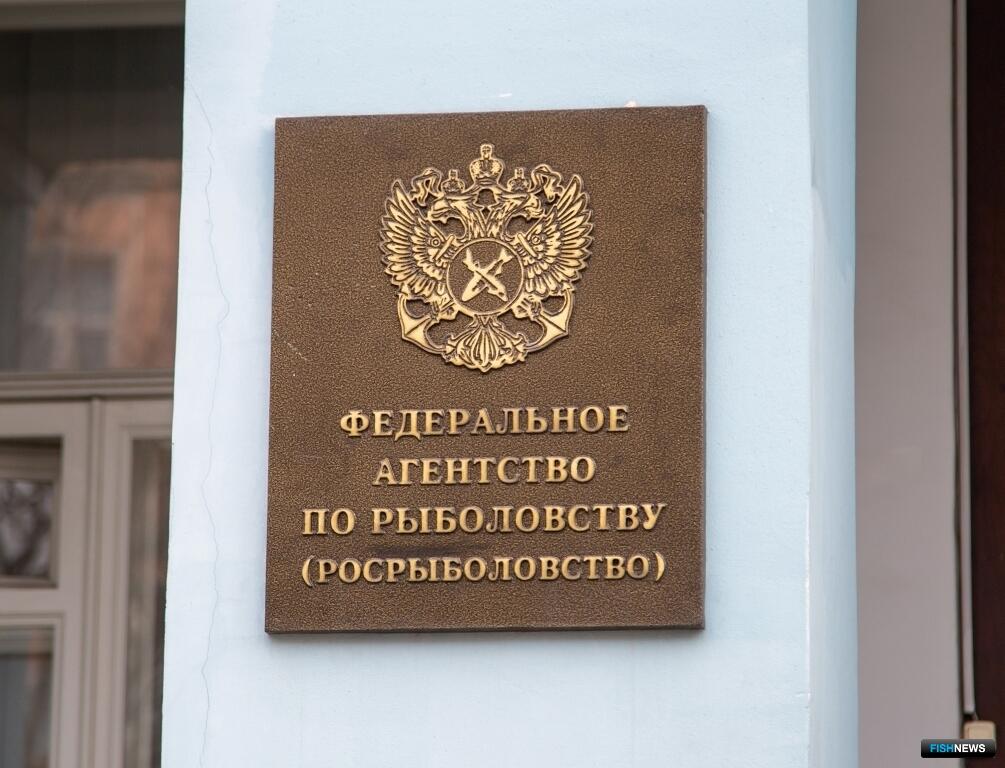 ФЕДЕРАЛЬНОЕ
АГЕНТСТВО
ПО РЫБОЛОВСТВУ
(РОСРЫБОЛОВСТВО)
FISHNEWS